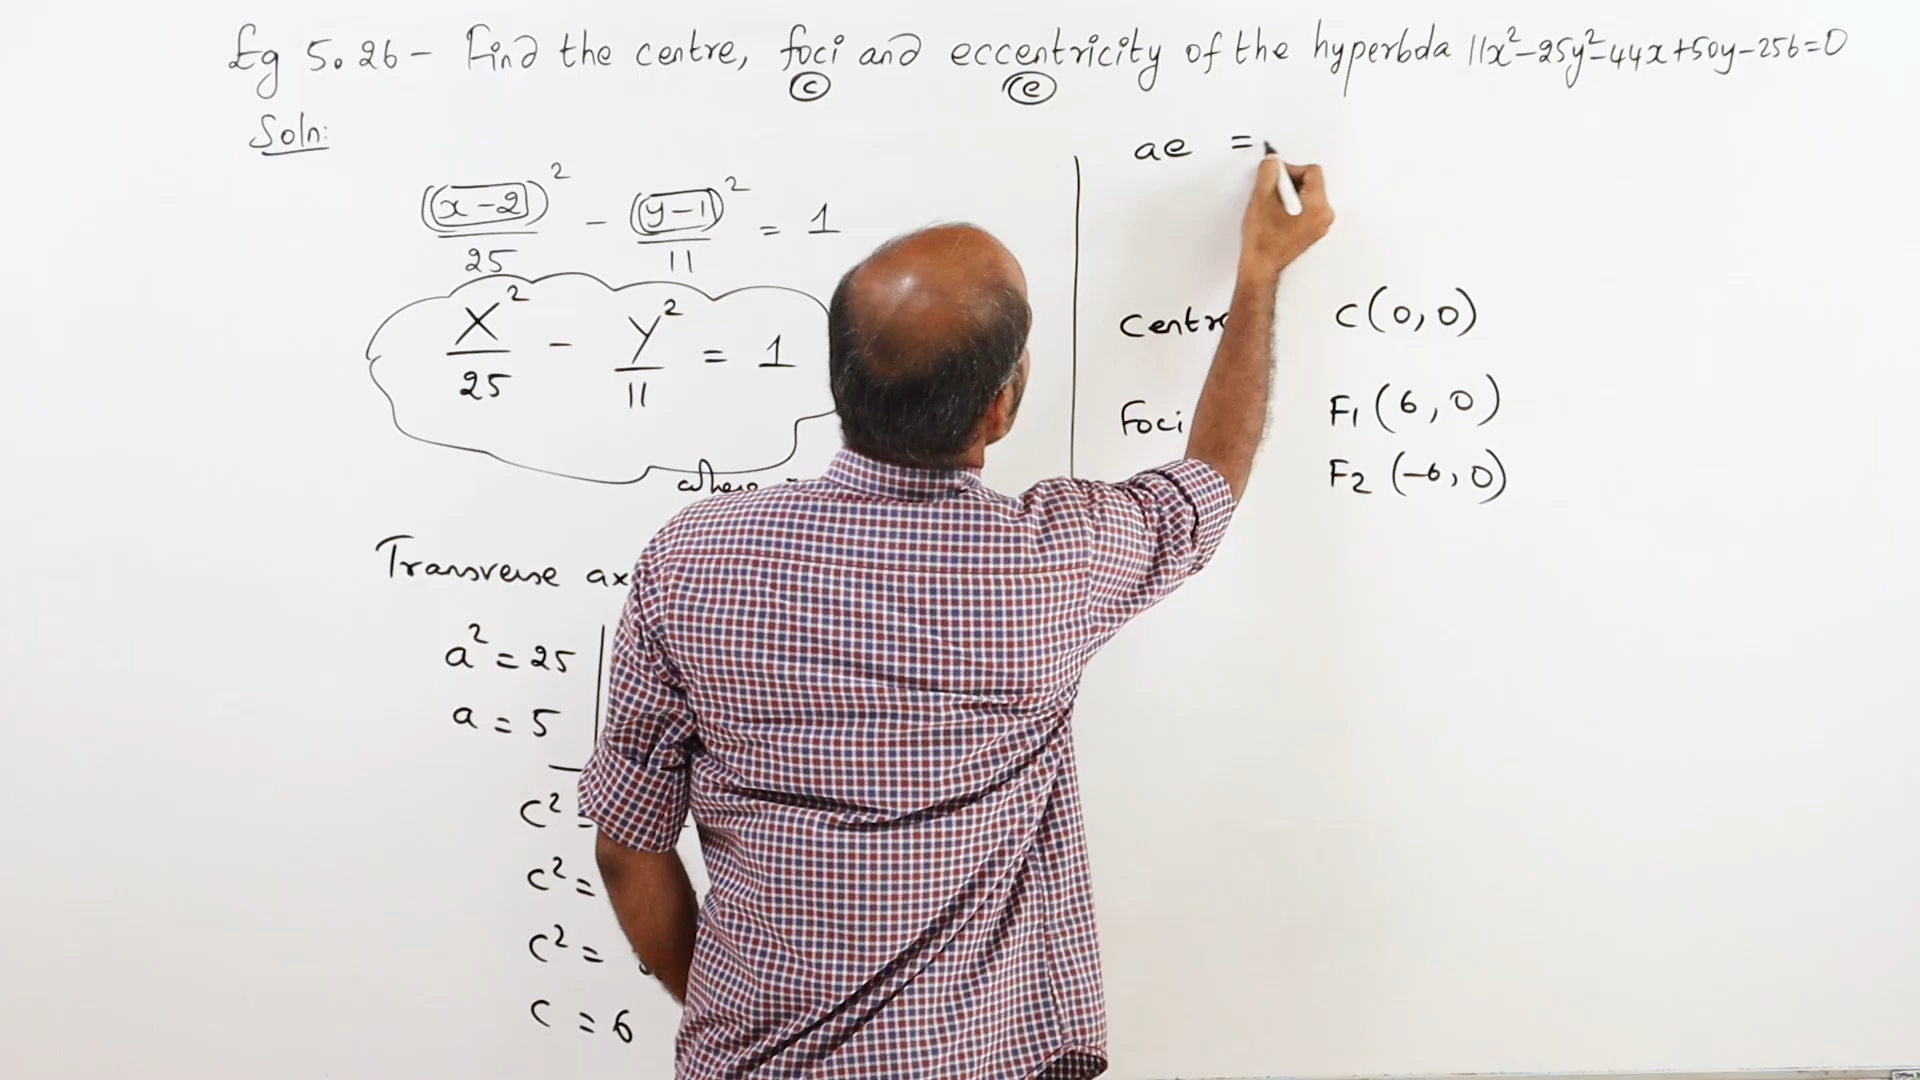 Eg 5.26 - Find the centre, foci and eccentricity of the hyperbola 11x²-25y²-44x+50y-256=0
c e
Soln:
((x-2))²/25 - ((y-1))²/11 = 1
X²/25 - Y²/11 = 1
where
Transverse
a² = 25
a = 5
c² =
c² =
c² =
c = 6
ae =
Centre C(0,0)
Foci F1 (6,0)
F2 (-6,0)